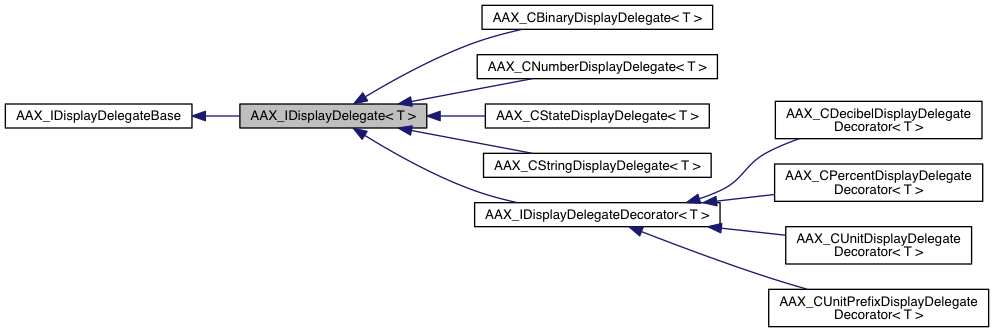 AAX_IDisplayDelegateBase
AAX_IDisplayDelegate< T >
AAX_CBinaryDisplayDelegate< T >
AAX_CNumberDisplayDelegate< T >
AAX_CStateDisplayDelegate< T >
AAX_CStringDisplayDelegate< T >
AAX_IDisplayDelegateDecorator< T >
AAX_CDecibelDisplayDelegate
Decorator< T >
AAX_CPercentDisplayDelegate
Decorator< T >
AAX_CUnitDisplayDelegate
Decorator< T >
AAX_CUnitPrefixDisplayDelegate
Decorator< T >